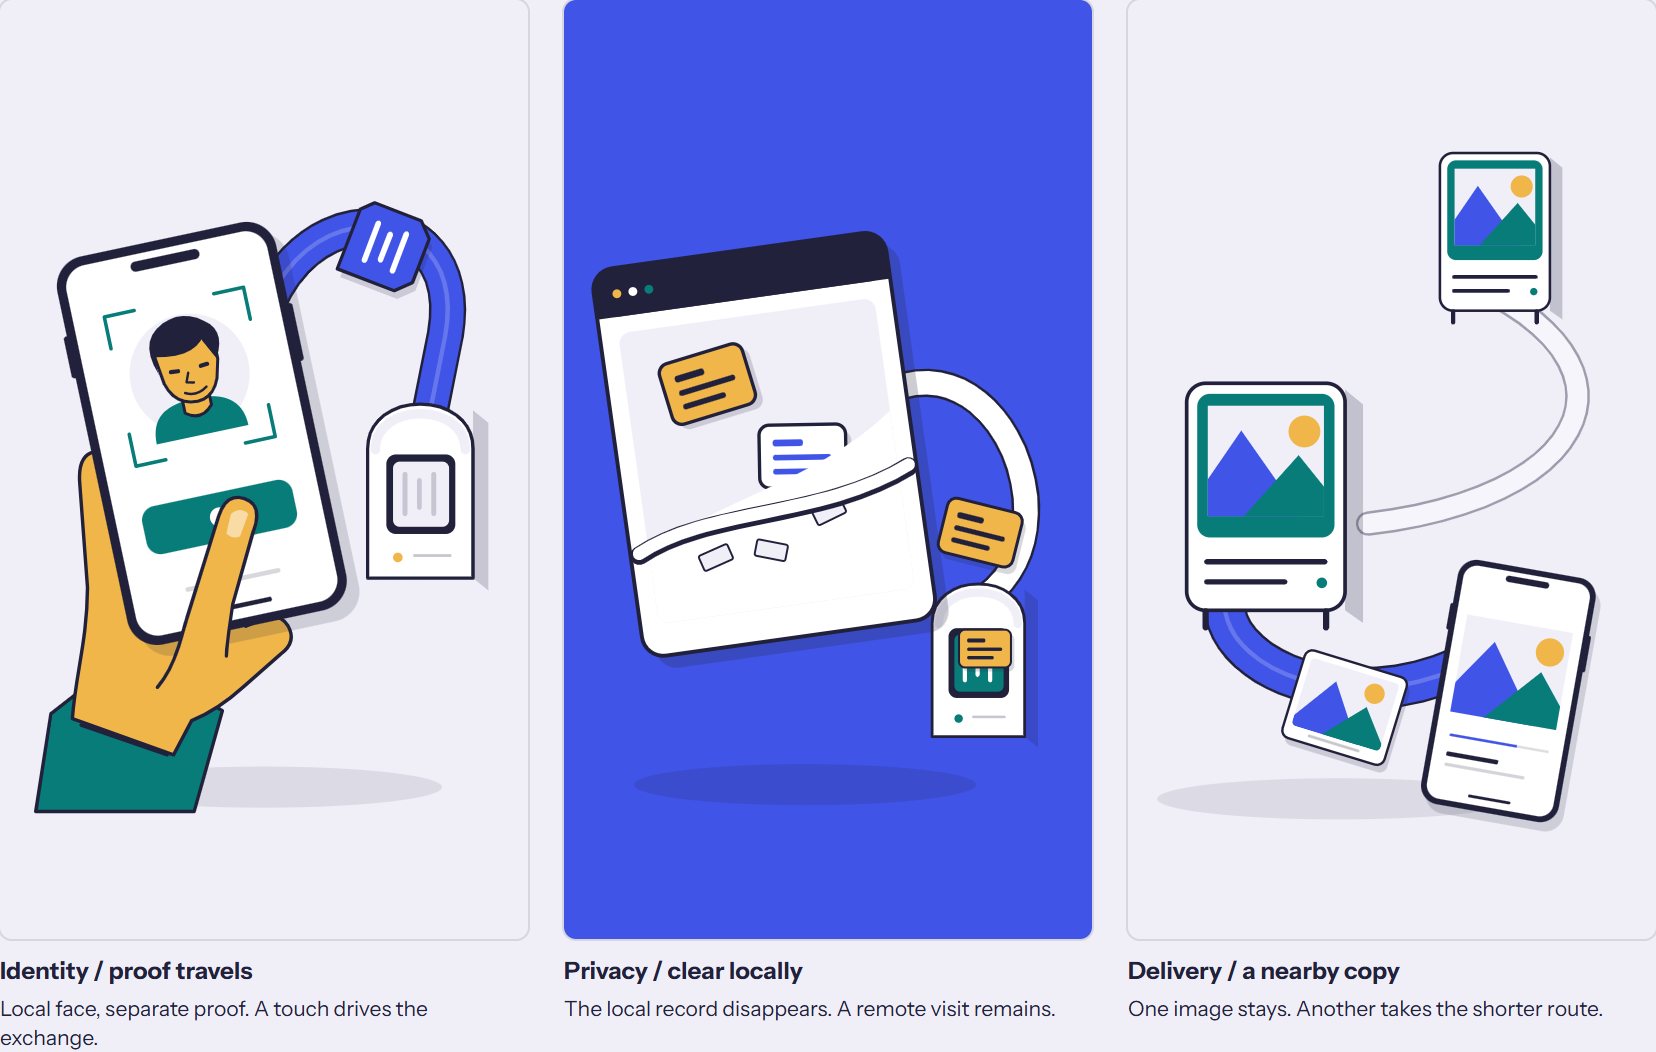 Identity / proof travels
Local face, separate proof. A touch drives the
exchange.
Privacy / clear locally
The local record disappears. A remote visit remains.
Delivery / a nearby copy
One image stays. Another takes the shorter route.